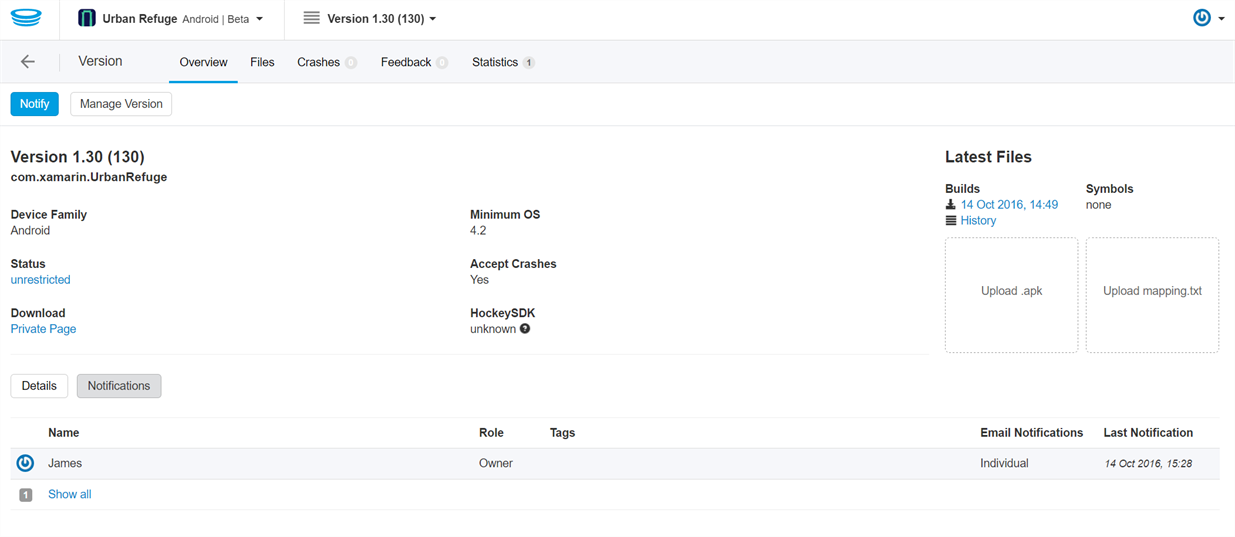 Urban Refuge Android | Beta Version 1.30 (130)
Version Overview Files Crashes 0 Feedback 0 Statistics 1
Notify Manage Version
Version 1.30 (130)
com.xamarin.UrbanRefuge
Device Family Minimum OS
Android 4.2
Status Accept Crashes
unrestricted Yes
Download HockeySDK
Private Page unknown ?
Latest Files
Builds Symbols
14 Oct 2016, 14:49 none
History
Upload .apk Upload mapping.txt
Details Notifications
Name Role Tags Email Notifications Last Notification
James Owner Individual 14 Oct 2016, 15:28
1 Show all